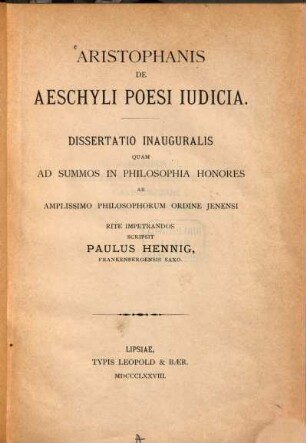 ARISTOPHANIS
DE
AESCHYLI POESI IUDICIA.
DISSERTATIO INAUGURALIS
QUAM
AD SUMMOS IN PHILOSOPHIA HONORES
AB
AMPLISSIMO PHILOSOPHORUM ORDINE JENENSI
RITE IMPETRANDOS
SCRIPSIT
PAULUS HENNIG,
FRANKENBERGENSIS SAXO.
LIPSIAE,
TYPIS LEOPOLD & BÆR.
MDCCCLXXVIII.